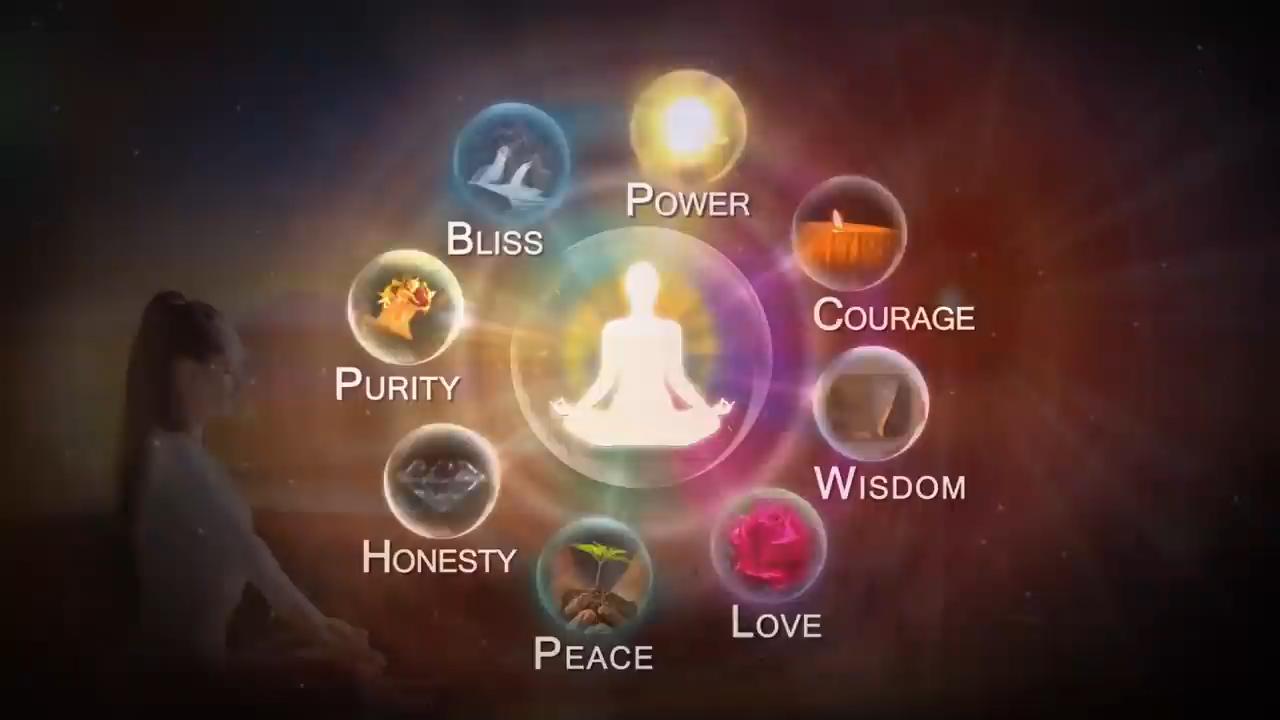 POWER
BLISS
COURAGE
PURITY
WISDOM
HONESTY
LOVE
PEACE